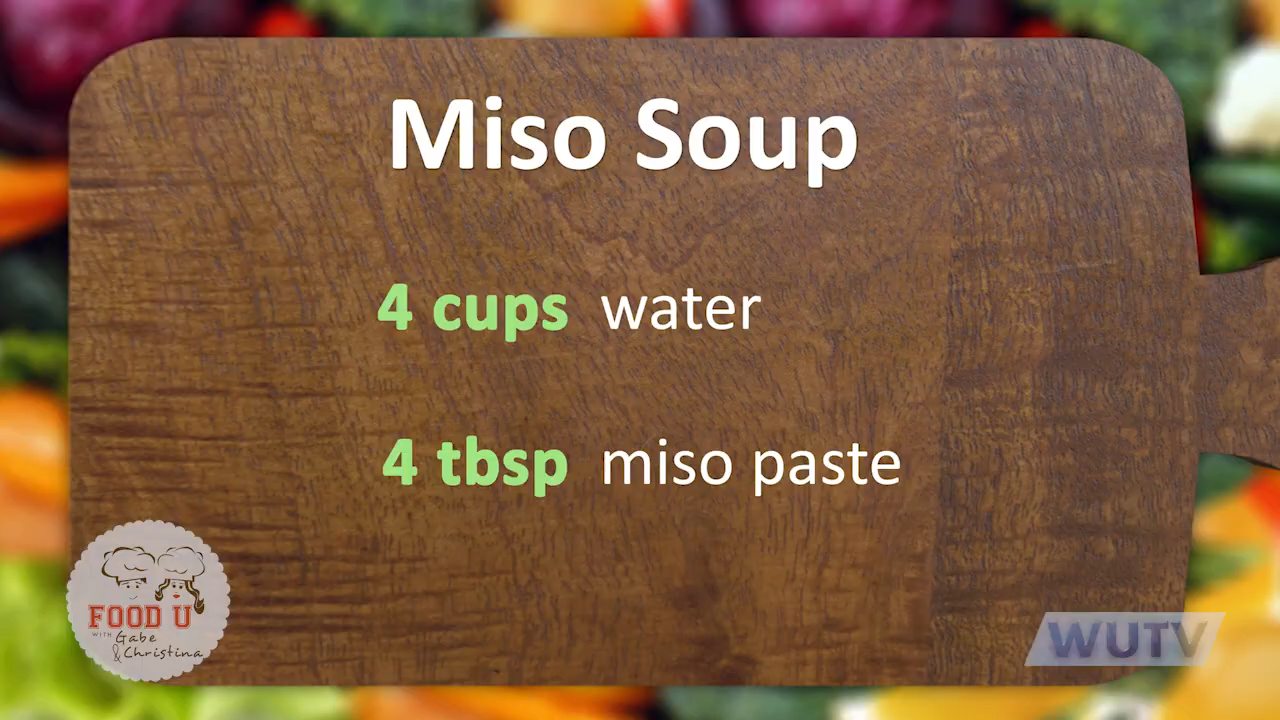 Miso Soup
4 cups water
4 tbsp miso paste
FOOD U
WITH Gabe
& Christina
WUTV